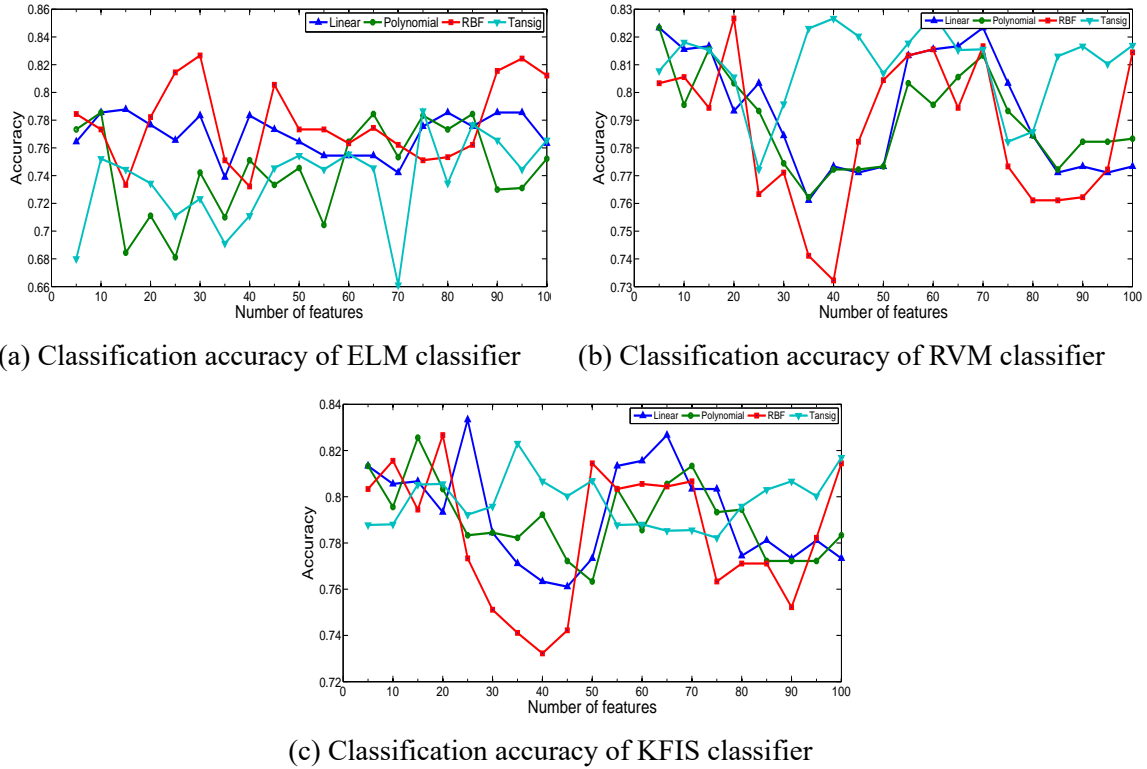 Linear Polynomial RBF Tansig
0.86
0.84
0.82
0.8
0.78
0.76
0.74
0.72
0.7
0.68
0.66
Accuracy
0 10 20 30 40 50 60 70 80 90 10
Number of features
(a) Classification accuracy of ELM classifier
Linear Polynomial RBF Tansig
0.83
0.82
0.81
0.8
0.79
0.78
0.77
0.76
0.75
0.74
0.73
Accuracy
0 10 20 30 40 50 60 70 80 90 100
Number of features
(b) Classification accuracy of RVM classifier
Linear Polynomial RBF Tansig
0.84
0.82
0.8
0.78
0.76
0.74
0.72
Accuracy
0 10 20 30 40 50 60 70 80 90 100
Number of features
(c) Classification accuracy of KFIS classifier